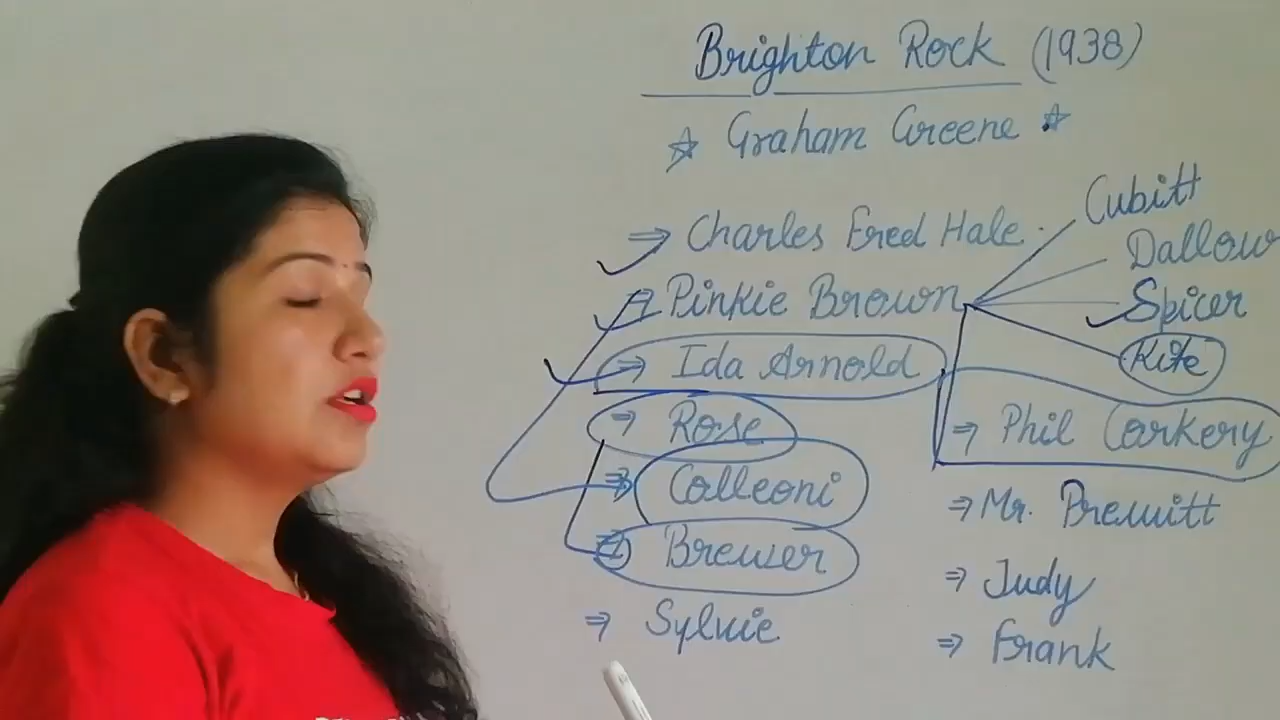 Brighton Rock (1938)
☆ Graham Greene ☆
⇒ Charles Fred Hale.
⇒ Pinkie Brown
Cubitt
Dallow
Spicer
Kite
⇒ Ida Arnold
⇒ Rose
⇒ Colleoni
⇒ Brewer
⇒ Sylvie
⇒ Phil Corkery
⇒ Mr. Prewitt
⇒ Judy
⇒ Frank